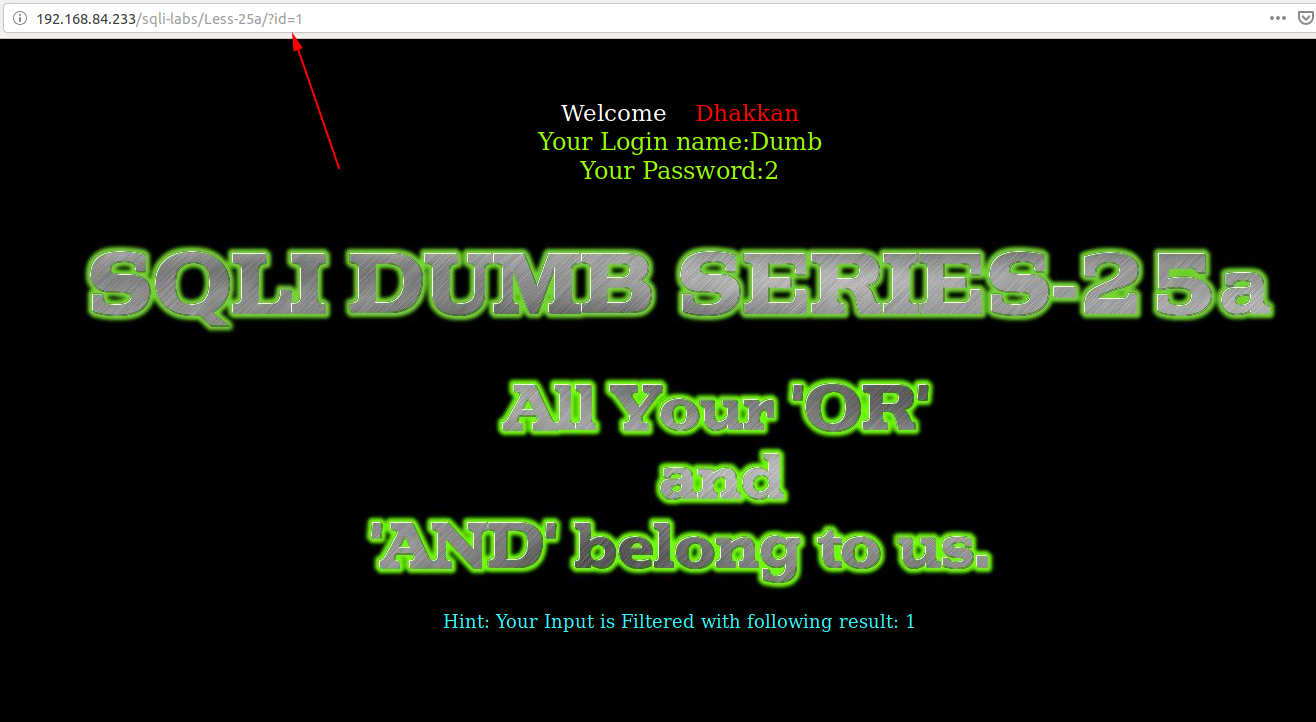 192.168.84.233/sqli-labs/Less-25a/?id=1
Welcome Dhakkan
Your Login name:Dumb
Your Password:2
SQLI DUMB SERIES-25a
All Your 'OR'
and
'AND' belong to us.
Hint: Your Input is Filtered with following result: 1